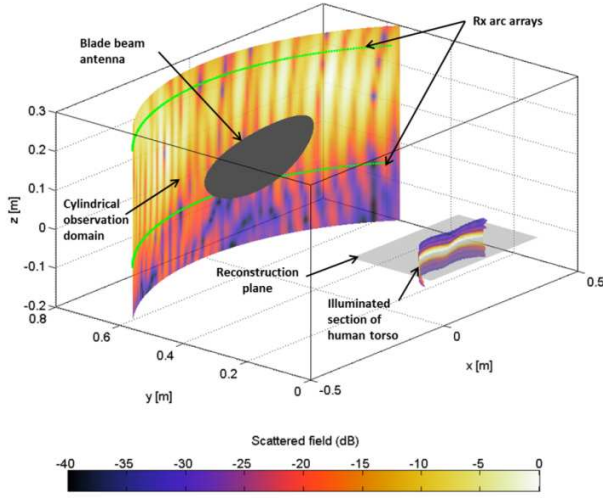 Rx arc arrays
Blade beam
antenna
0.3
0.2
0.1
0
-0.1
-0.2
z [m]
Cylindrical
observation
domain
Reconstruction
plane
Illuminated
section of
human torso
0.8
0.6
0.4
0.2
0
y [m]
-0.5
0
0.5
x [m]
Scattered field (dB)
-40
-35
-30
-25
-20
-15
-10
-5
0